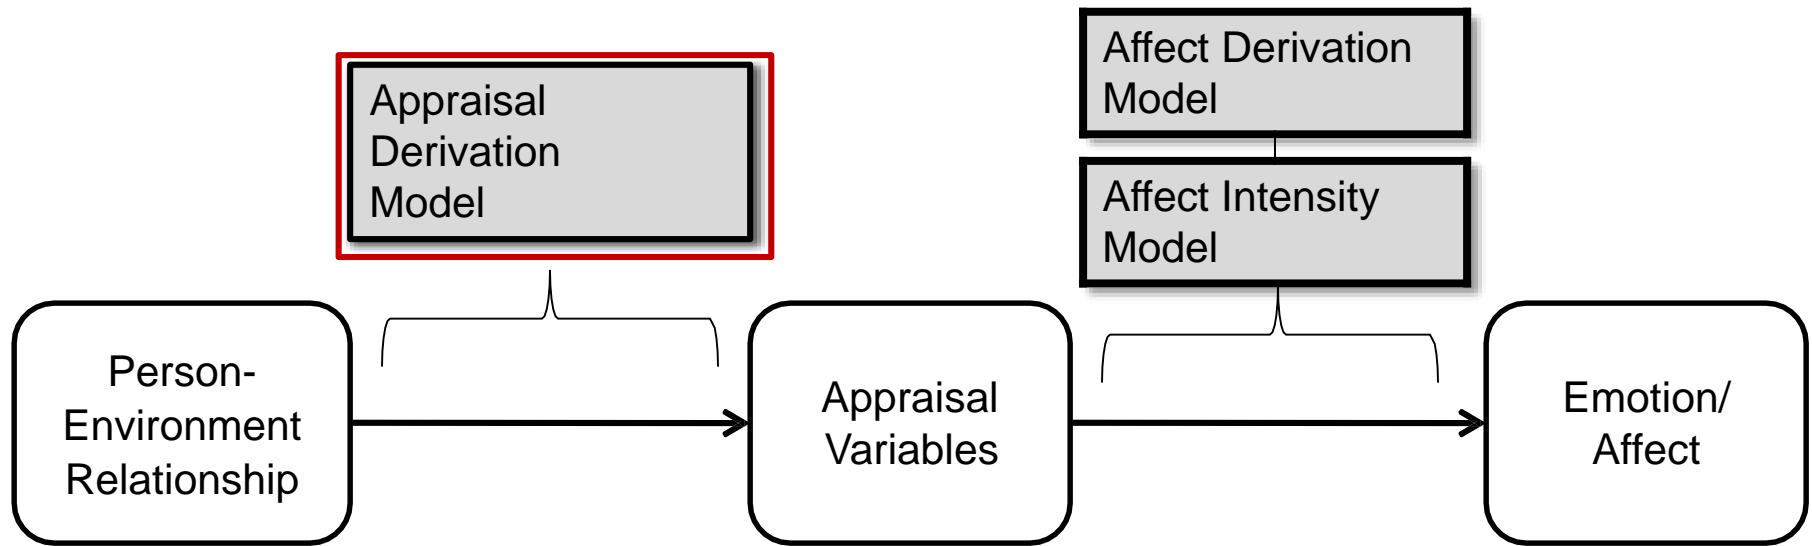 Appraisal
Derivation
Model
Affect Derivation
Model
Affect Intensity
Model
Person-
Environment
Relationship
Appraisal
Variables
Emotion/
Affect